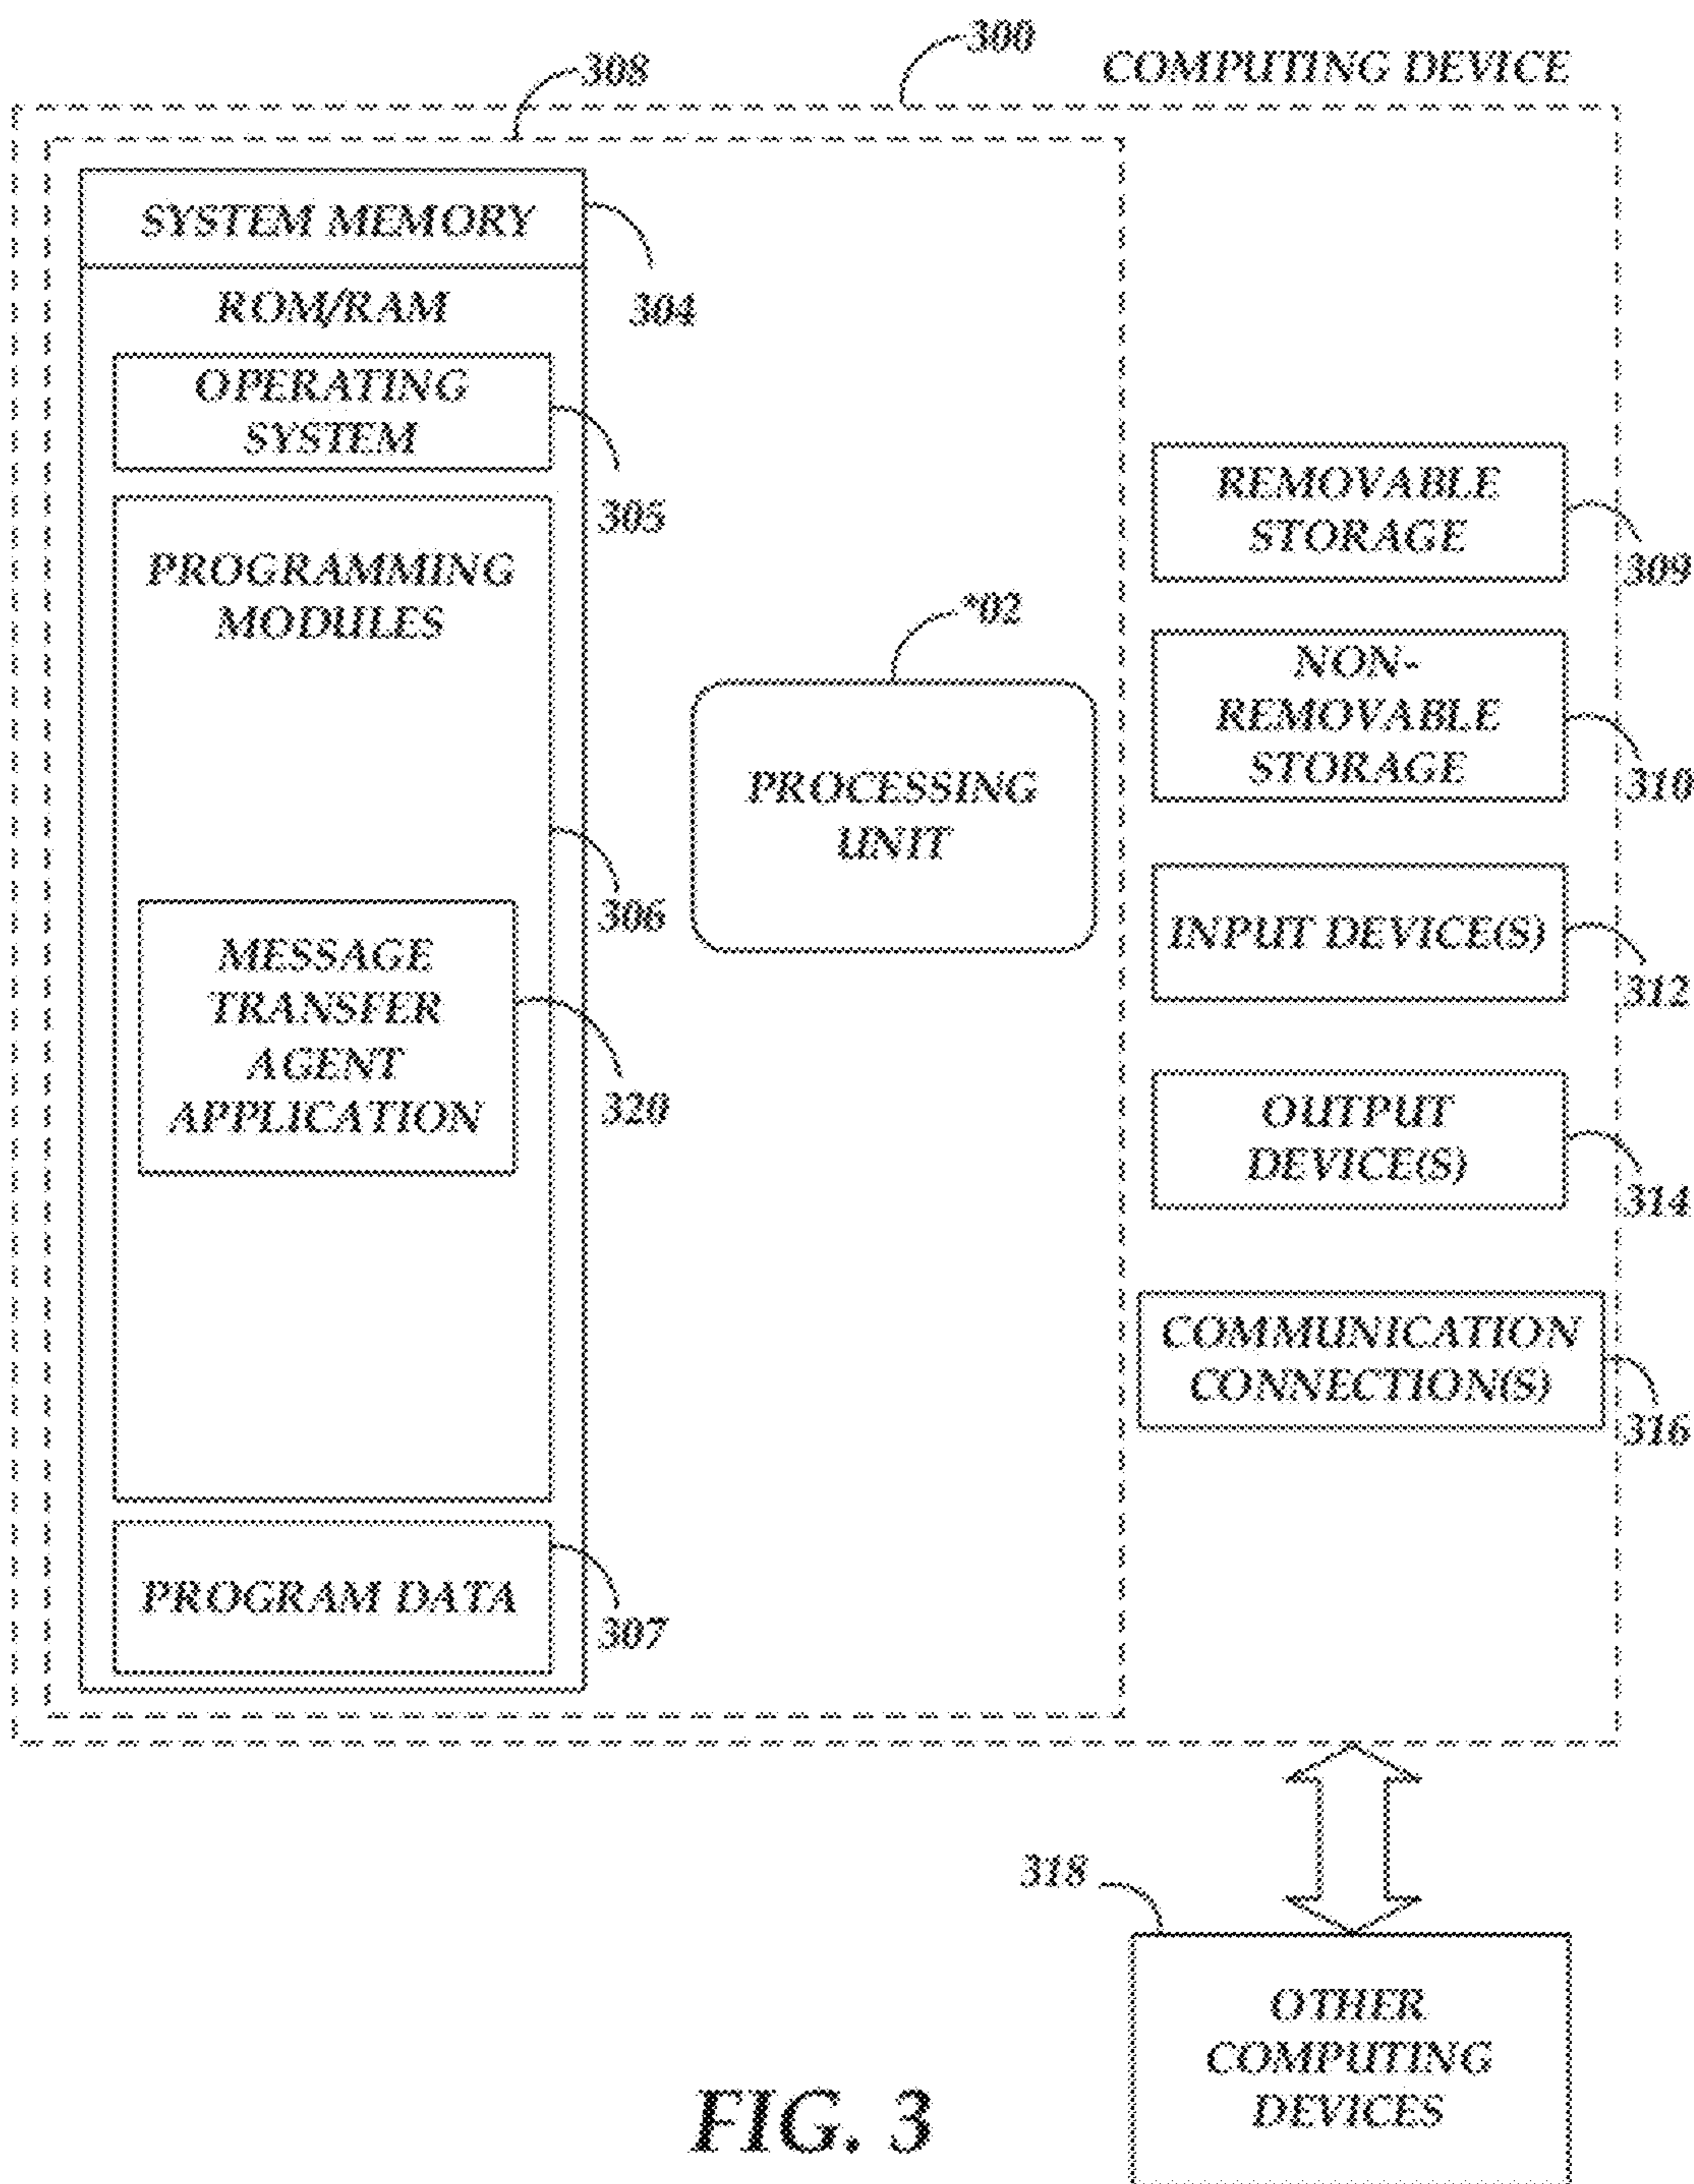 300
COMPUTING DEVICE
308
SYSTEM MEMORY
304
ROM/RAM
OPERATING
SYSTEM
305
PROGRAMMING
MODULES
306
MESSAGE
TRANSFER
AGENT
APPLICATION
320
PROGRAM DATA
307
*02
PROCESSING
UNIT
REMOVABLE
STORAGE
309
NON-
REMOVABLE
STORAGE
310
INPUT DEVICE(S)
312
OUTPUT
DEVICE(S)
314
COMMUNICATION
CONNECTION(S)
316
318
OTHER
COMPUTING
DEVICES
FIG. 3